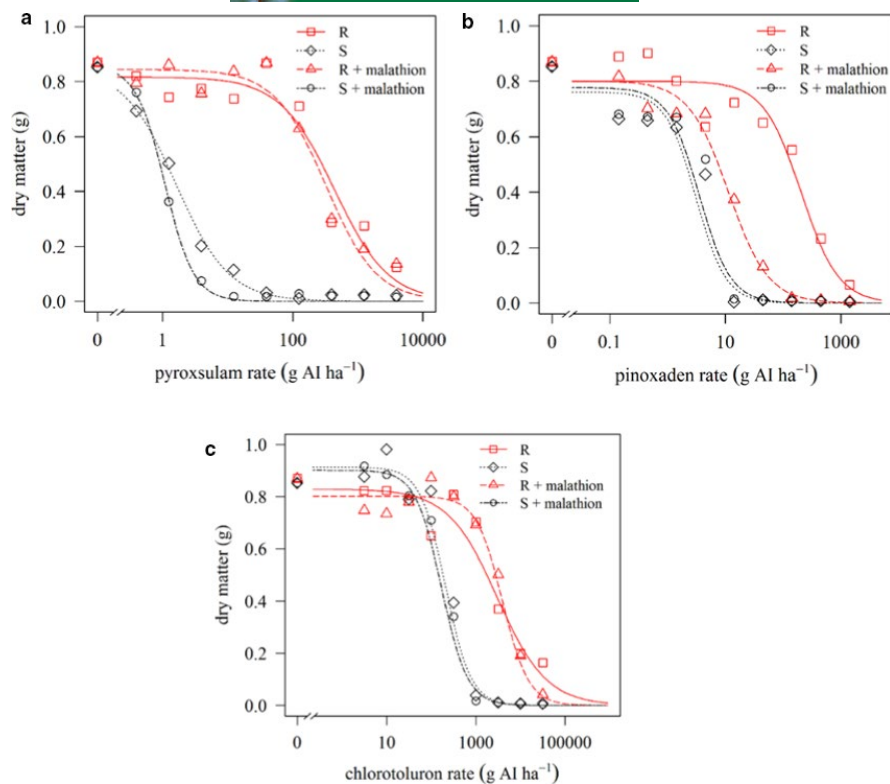 a
1.0
0.8
0.6
0.4
0.2
0.0
dry matter (g)
R
S
R + malathion
S + malathion
0 1 100 10000
pyroxsulam rate (g AI ha⁻¹)
b
1.0
0.8
0.6
0.4
0.2
0.0
dry matter (g)
R
S
R + malathion
S + malathion
0 0.1 10 1000
pinoxaden rate (g AI ha⁻¹)
c
1.0
0.8
0.6
0.4
0.2
0.0
dry matter (g)
R
S
R + malathion
S + malathion
0 10 1000 100000
chlorotoluron rate (g AI ha⁻¹)